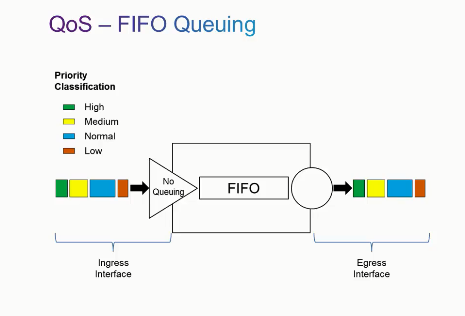 QoS – FIFO Queuing
Priority
Classification
High
Medium
Normal
Low
No
Queuing
FIFO
Ingress
Interface
Egress
Interface